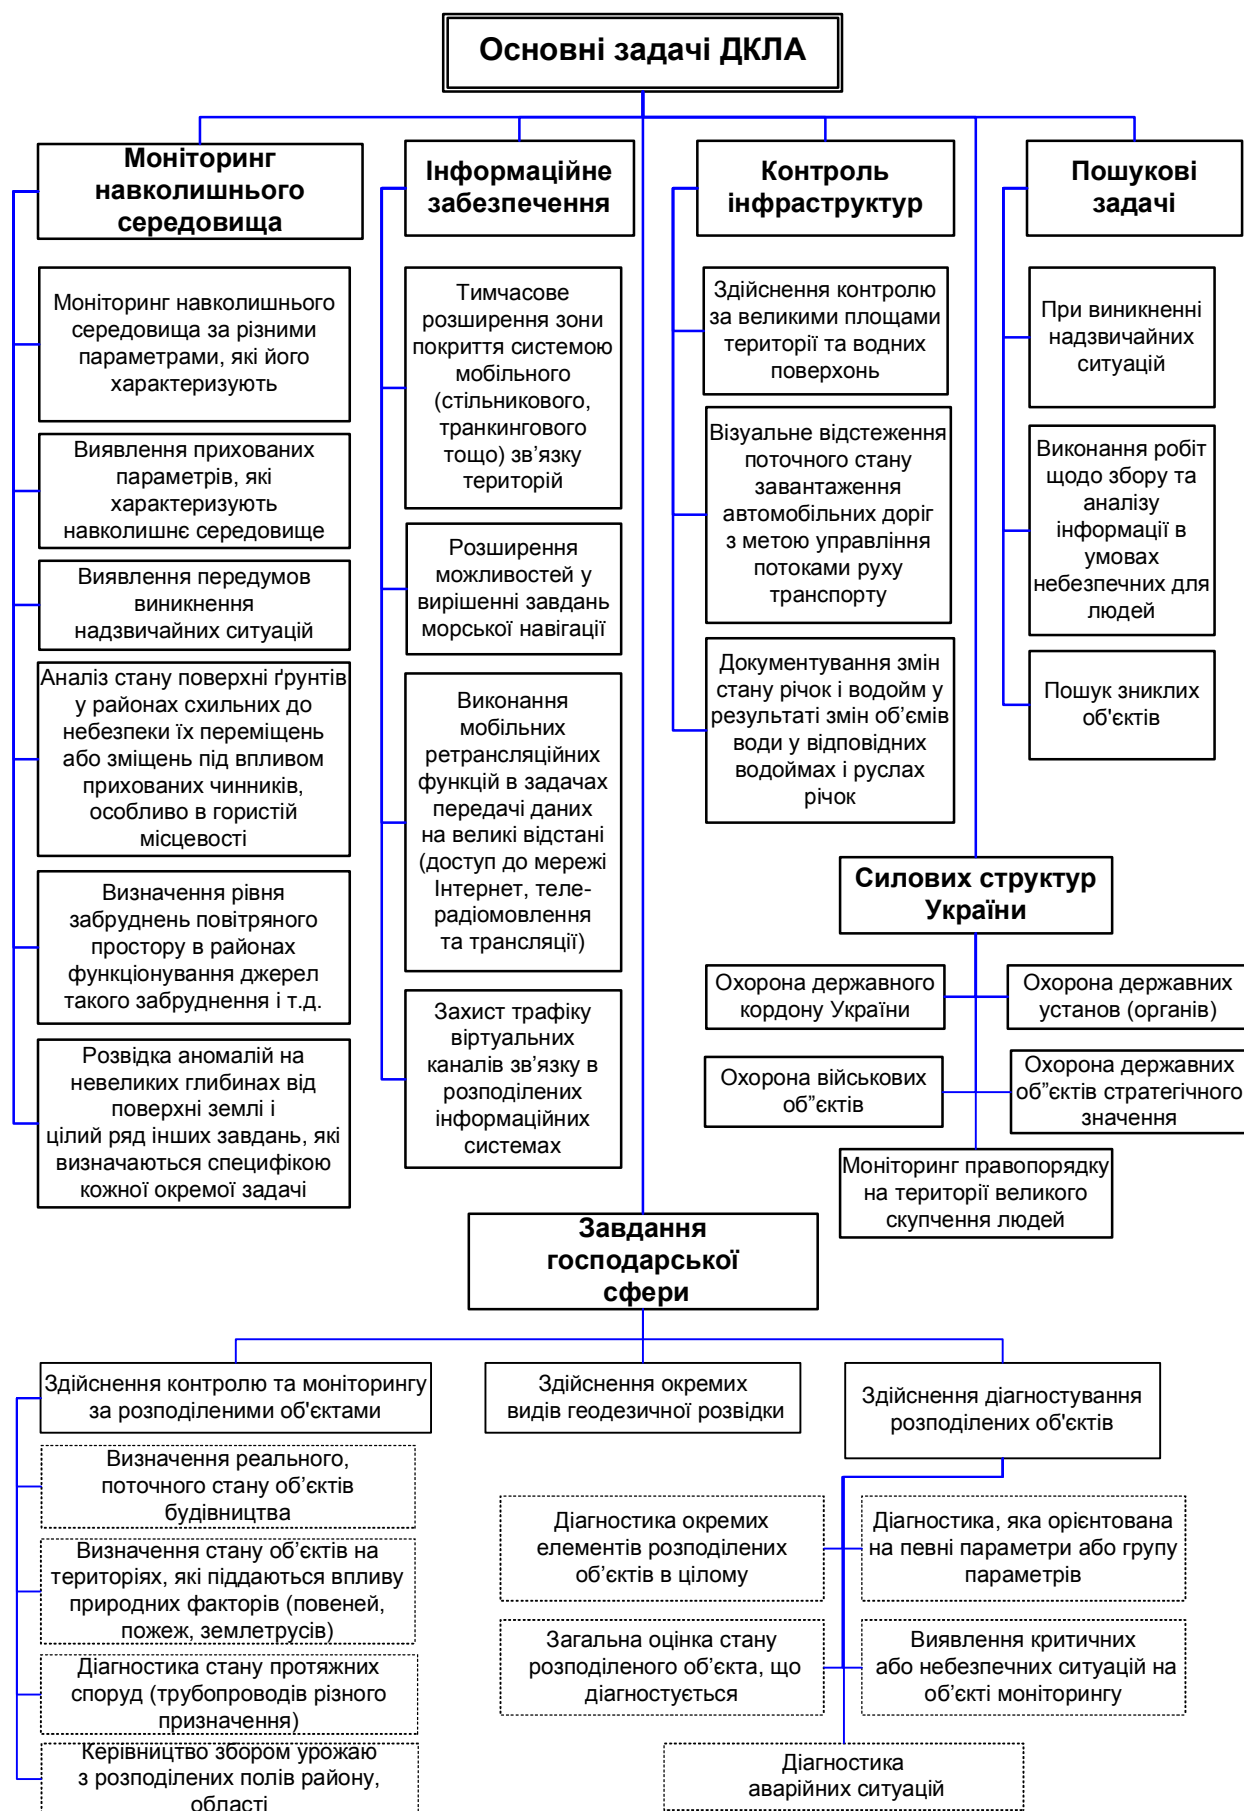 Основні задачі ДКЛА
Моніторинг
навколишнього
середовища
Моніторинг навколишнього
середовища за різними
параметрами, які його
характеризують
Виявлення прихованих
параметрів, які
характеризують
навколишнє середовище
Виявлення передумов
виникнення
надзвичайних ситуацій
Аналіз стану поверхні ґрунтів
у районах схильних до
небезпеки їх переміщень
або зміщень під впливом
прихованих чинників,
особливо в гористій
місцевості
Визначення рівня
забруднень повітряного
простору в районах
функціонування джерел
такого забруднення і т.д.
Розвідка аномалій на
невеликих глибинах від
поверхні землі і
цілий ряд інших завдань, які
визначаються специфікою
кожної окремої задачі
Інформаційне
забезпечення
Тимчасове
розширення зони
покриття системою
мобільного
(стільникового,
транкингового
тощо) зв’язку
територій
Розширення
можливостей у
вирішенні завдань
морської навігації
Виконання
мобільних
ретрансляційних
функцій в задачах
передачі даних
на великі відстані
(доступ до мережі
Інтернет, теле-
радіомовлення
та трансляції)
Захист трафіку
віртуальних
каналів зв’язку в
розподілених
інформаційних
системах
Контроль
інфраструктур
Здійснення контролю
за великими площами
території та водних
поверхонь
Візуальне відстеження
поточного стану
завантаження
автомобільних доріг
з метою управління
потоками руху
транспорту
Документування змін
стану річок і водойм у
результаті змін об’ємів
води у відповідних
водоймах і руслах
річок
Пошукові
задачі
При виникненні
надзвичайних
ситуацій
Виконання робіт
щодо збору та
аналізу
інформації в
умовах
небезпечних для
людей
Пошук зниклих
об'єктів
Силових структур
України
Охорона державного
кордону України
Охорона державних
установ (органів)
Охорона військових
об”єктів
Охорона державних
об”єктів стратегічного
значення
Моніторинг правопорядку
на території великого
скупчення людей
Завдання
господарської
сфери
Здійснення контролю та моніторингу
за розподіленими об'єктами
Визначення реального,
поточного стану об’єктів
будівництва
Визначення стану об’єктів на
територіях, які піддаються впливу
природних факторів (повеней,
пожеж, землетрусів)
Діагностика стану протяжних
споруд (трубопроводів різного
призначення)
Керівництво збором урожаю
з розподілених полів району,
області
Здійснення окремих
видів геодезичної розвідки
Здійснення діагностування
розподілених об'єктів
Діагностика окремих
елементів розподілених
об’єктів в цілому
Діагностика, яка орієнтована
на певні параметри або групу
параметрів
Загальна оцінка стану
розподіленого об’єкта, що
діагностується
Виявлення критичних
або небезпечних ситуацій на
об’єкті моніторингу
Діагностика
аварійних ситуацій